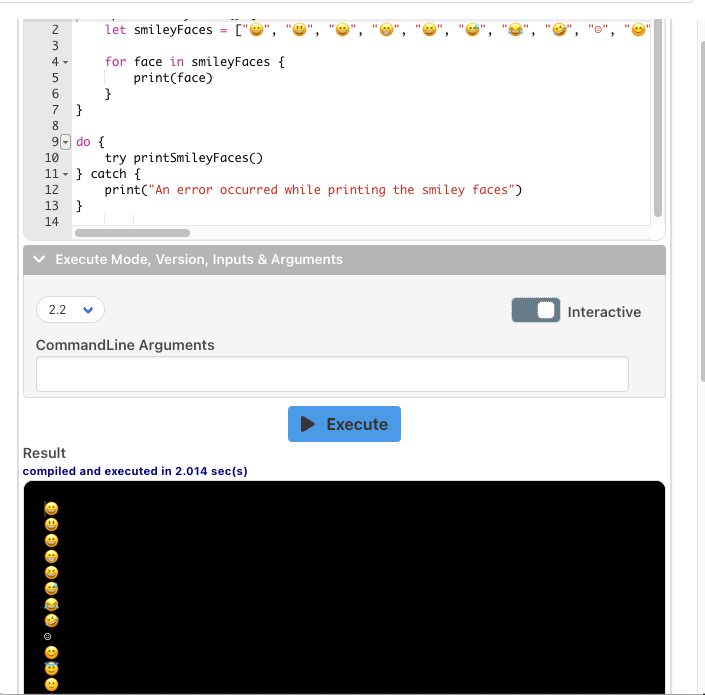 2 let smileyFaces = ["😀", "😃", "😄", "😁", "😆", "😅", "😂", "🤣", "☺", "😊"
3
4 for face in smileyFaces {
5 print(face)
6 }
7 }
8
9 do {
10 try printSmileyFaces()
11 } catch {
12 print("An error occurred while printing the smiley faces")
13 }
14
Execute Mode, Version, Inputs & Arguments
2.2
Interactive
CommandLine Arguments
Execute
Result
compiled and executed in 2.014 sec(s)
😀
😃
😄
😁
😆
😅
😂
🤣
☺
😊
😇
🙂